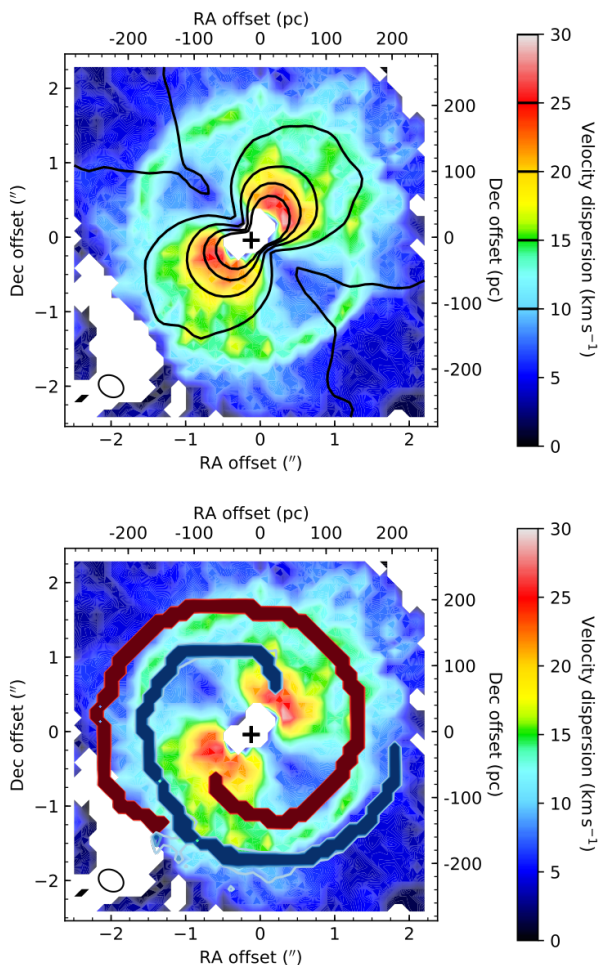 RA offset (pc)
-200 -100 0 100 200
2
1
0
−1
−2
Dec offset (″)
200
100
0
-100
-200
Dec offset (pc)
−2 −1 0 1 2
RA offset (″)
30
25
20
15
10
5
0
Velocity dispersion (km s⁻¹)
RA offset (pc)
-200 -100 0 100 200
2
1
0
−1
−2
Dec offset (″)
200
100
0
-100
-200
Dec offset (pc)
−2 −1 0 1 2
RA offset (″)
30
25
20
15
10
5
0
Velocity dispersion (km s⁻¹)